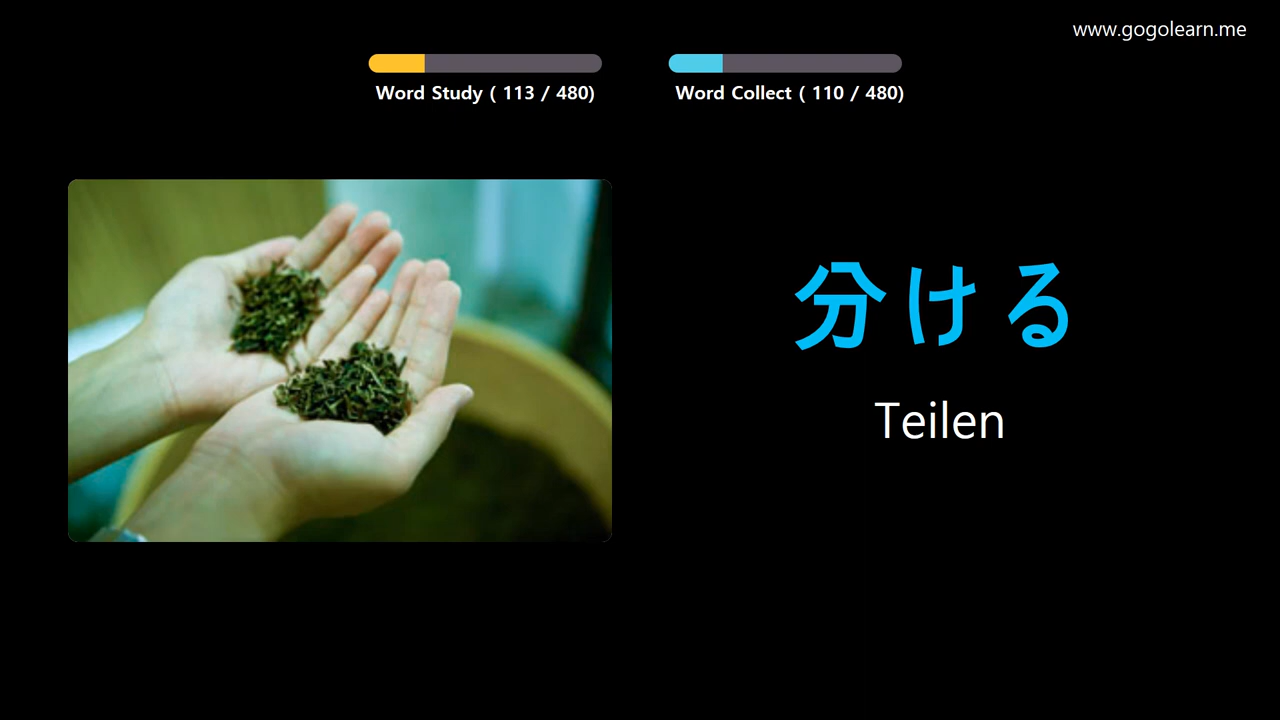 www.gogolearn.me
Word Study ( 113 / 480)
Word Collect ( 110 / 480)
分ける
Teilen